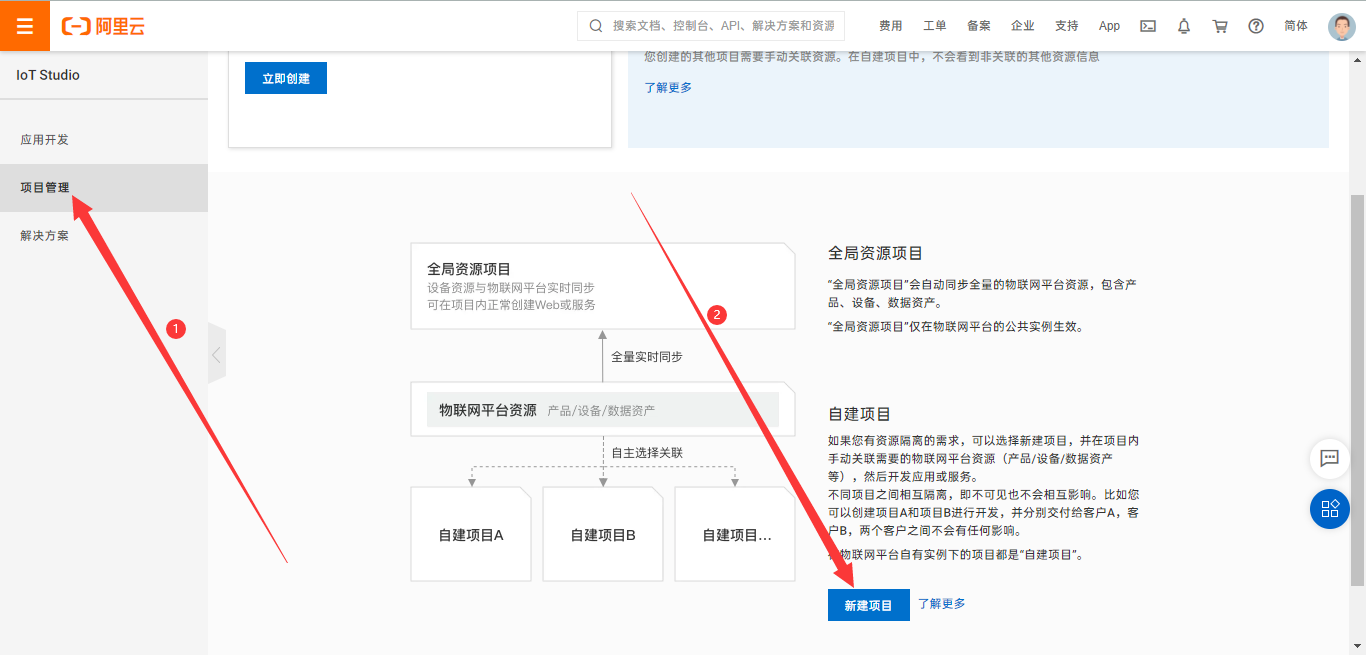 阿里云
搜索文档、控制台、API、解决方案和资源
费用 工单 备案 企业 支持 App 简体
IoT Studio
应用开发
项目管理
解决方案
立即创建
您创建的其他项目需要手动关联资源。在自建项目中，不会看到非关联的其他资源信息
了解更多
1
2
全局资源项目
设备资源与物联网平台实时同步
可在项目内正常创建Web或服务
全量实时同步
物联网平台资源 产品/设备/数据资产
自主选择关联
自建项目A
自建项目B
自建项目...
全局资源项目
“全局资源项目”会自动同步全量的物联网平台资源，包含产
品、设备、数据资产。
“全局资源项目”仅在物联网平台的公共实例生效。
自建项目
如果您有资源隔离的需求，可以选择新建项目，并在项目内
手动关联需要的物联网平台资源（产品/设备/数据资产
等），然后开发应用或服务。
不同项目之间相互隔离，即不可见也不会相互影响。比如您
可以创建项目A和项目B进行开发，并分别交付给客户A，客
户B，两个客户之间不会有任何影响。
物联网平台自有实例下的项目都是“自建项目”。
新建项目 了解更多